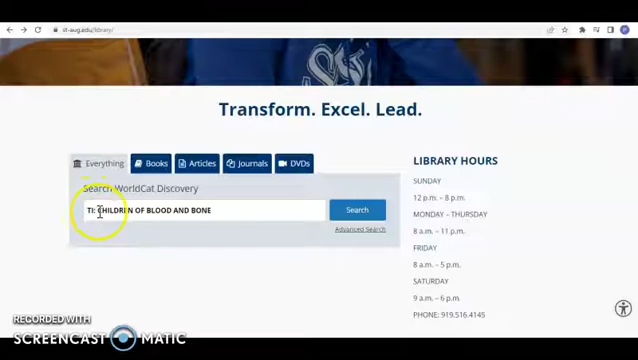 st-aug.edu/library/
Transform. Excel. Lead.
Everything
Books
Articles
Journals
DVDs
Search WorldCat Discovery
TI: CHILDREN OF BLOOD AND BONE
Search
Advanced Search
LIBRARY HOURS
SUNDAY
12 p.m. – 8 p.m.
MONDAY – THURSDAY
8 a.m. – 11 p.m.
FRIDAY
8 a.m. – 5 p.m.
SATURDAY
9 a.m. – 6 p.m.
PHONE: 919.516.4145
RECORDED WITH
SCREENCAST MATIC